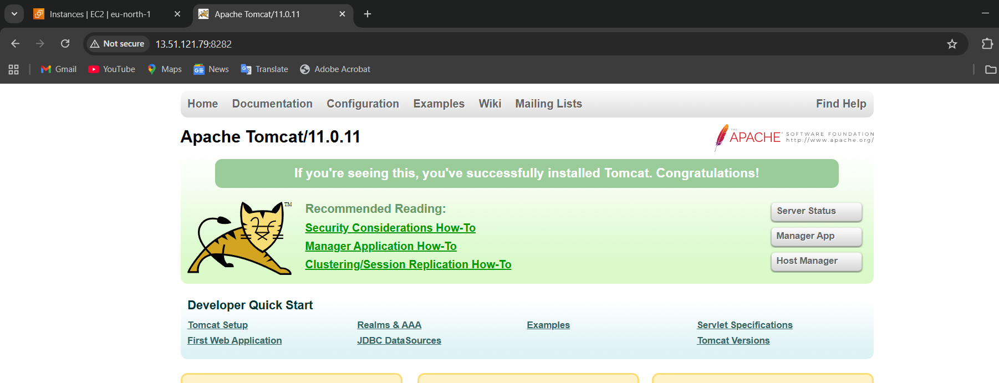 Instances | EC2 | eu-north-1
Apache Tomcat/11.0.11
Not secure
13.51.121.79:8282
Gmail
YouTube
Maps
News
Translate
Adobe Acrobat
Home Documentation Configuration Examples Wiki Mailing Lists Find Help
Apache Tomcat/11.0.11
THE
APACHE
SOFTWARE FOUNDATION
http://www.apache.org/
If you're seeing this, you've successfully installed Tomcat. Congratulations!
TM
Recommended Reading:
Security Considerations How-To
Manager Application How-To
Clustering/Session Replication How-To
Server Status
Manager App
Host Manager
Developer Quick Start
Tomcat Setup
First Web Application
Realms & AAA
JDBC DataSources
Examples
Servlet Specifications
Tomcat Versions